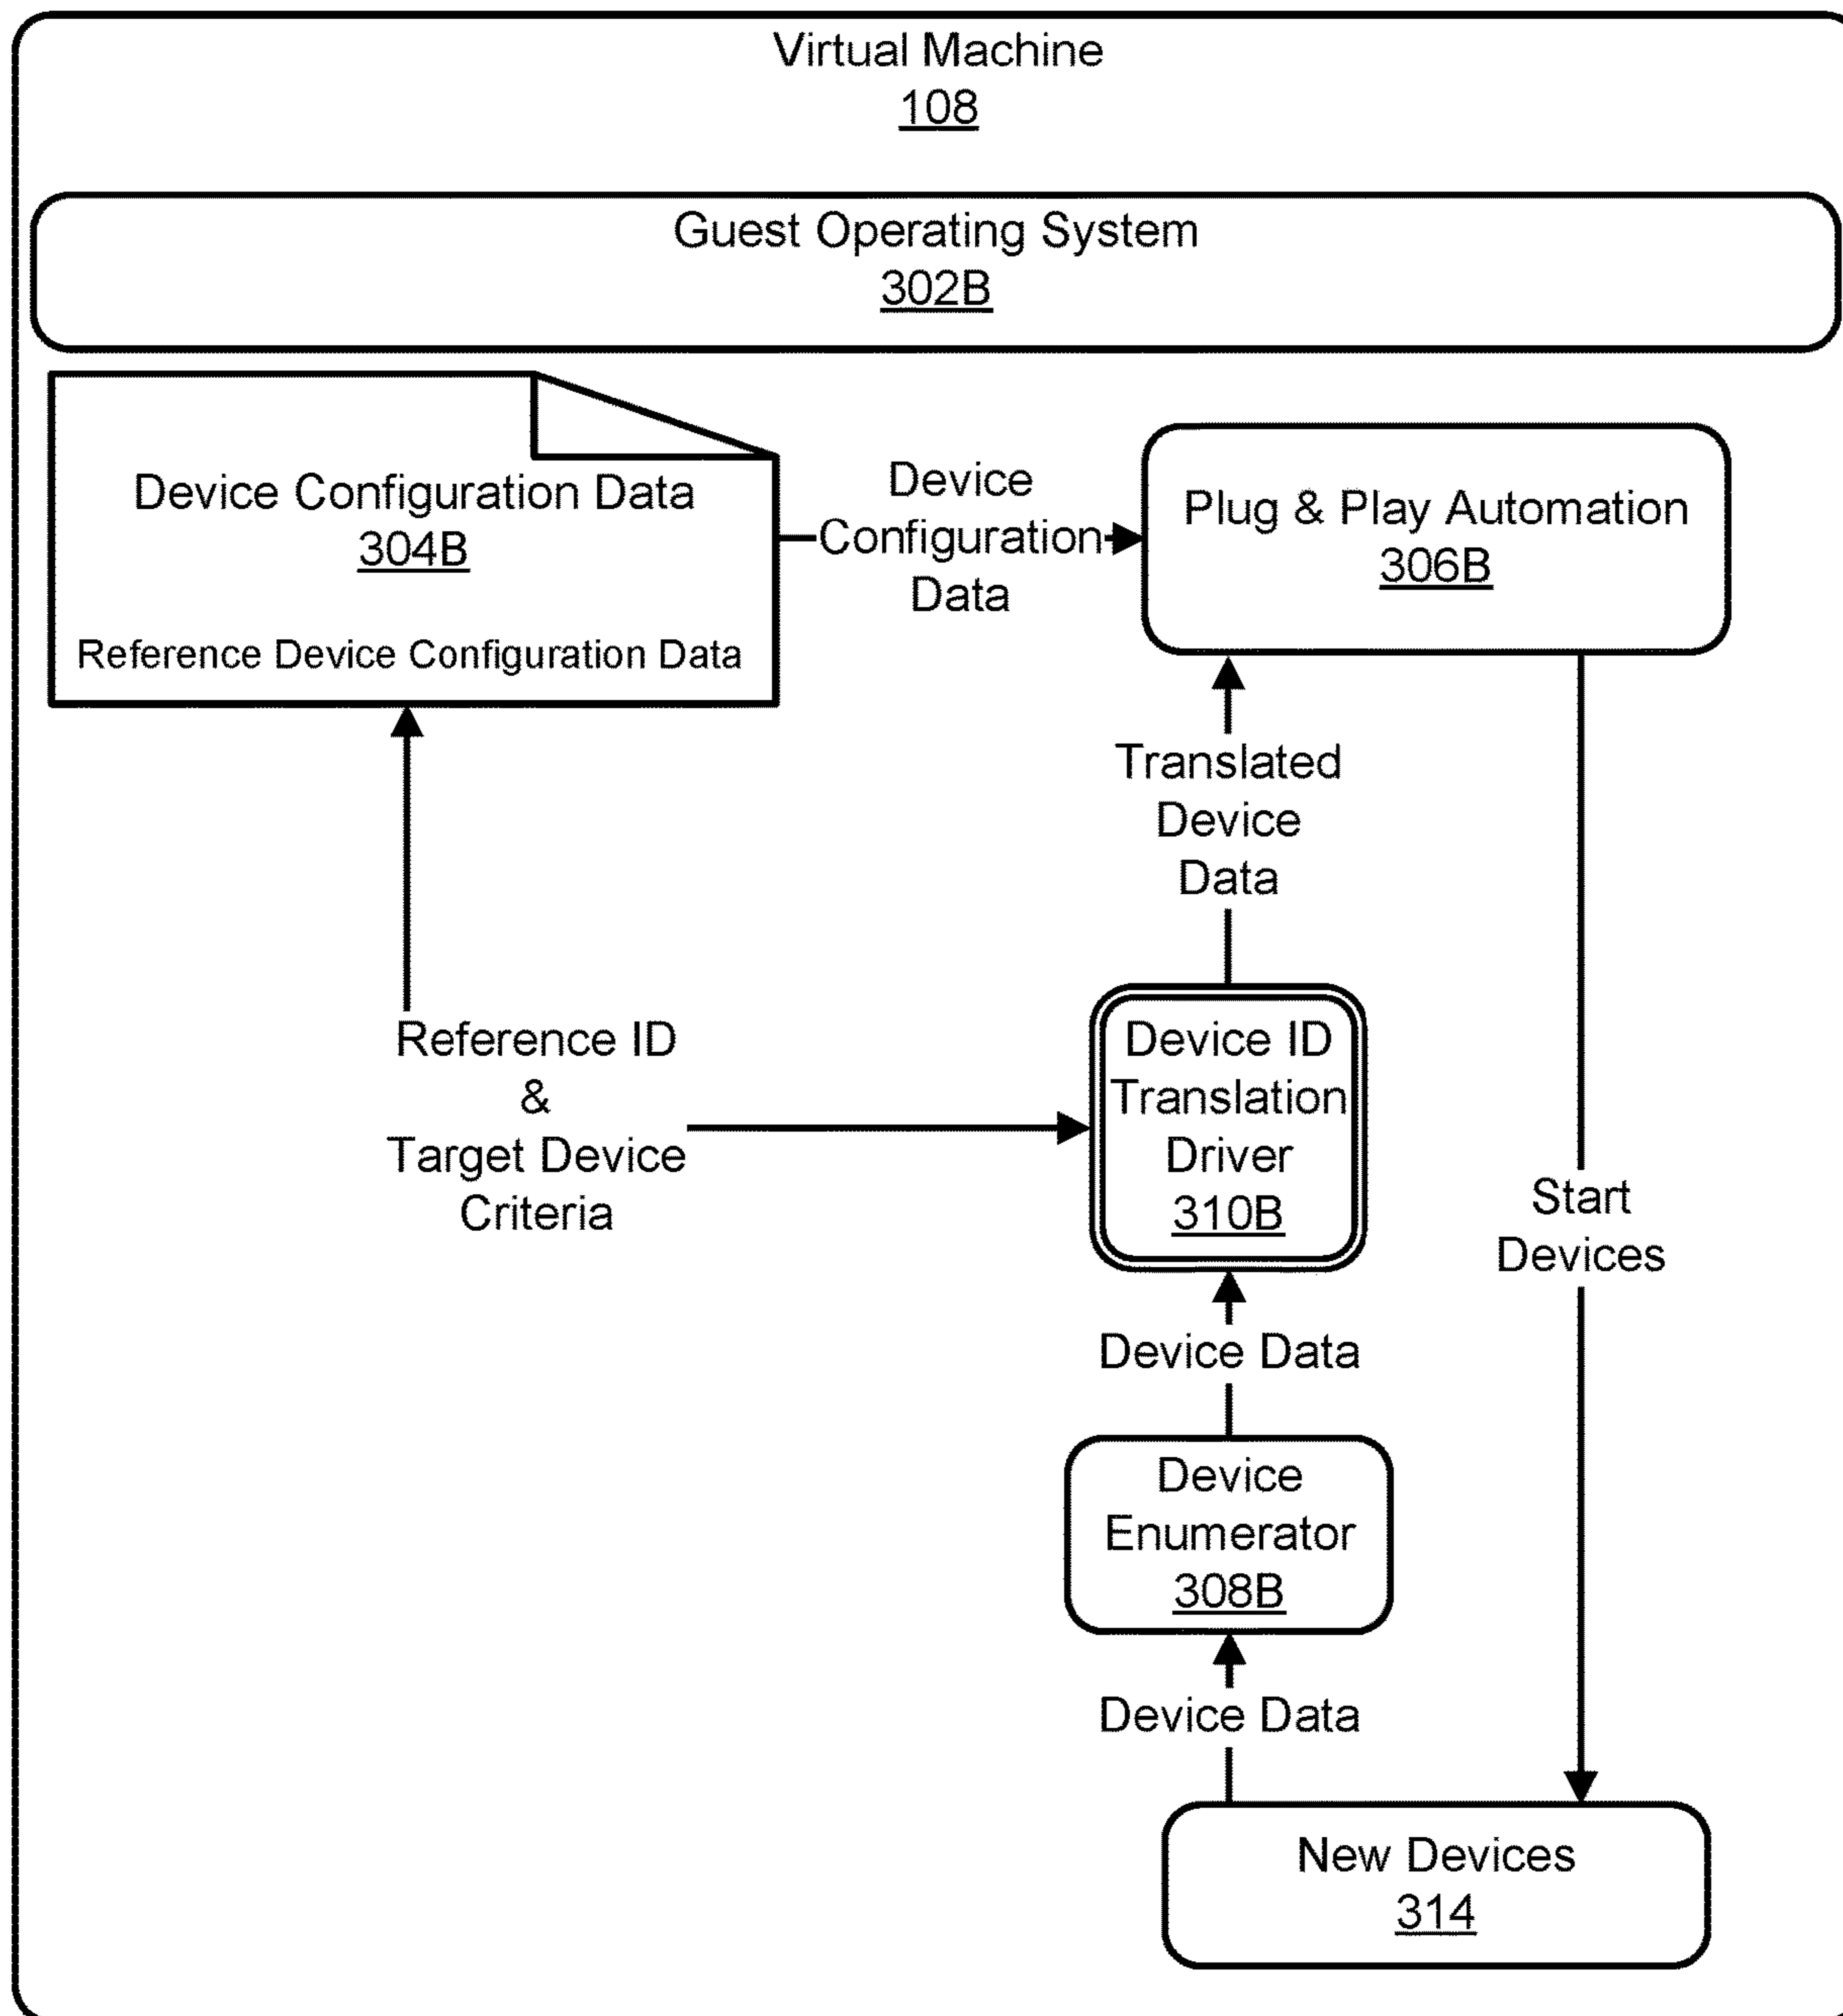 Virtual Machine
108
Guest Operating System
302B
Device Configuration Data
304B
Reference Device Configuration Data
Device
Configuration
Data
Plug & Play Automation
306B
Translated
Device
Data
Reference ID
&
Target Device
Criteria
Device ID
Translation
Driver
310B
Start
Devices
Device Data
Device
Enumerator
308B
Device Data
New Devices
314